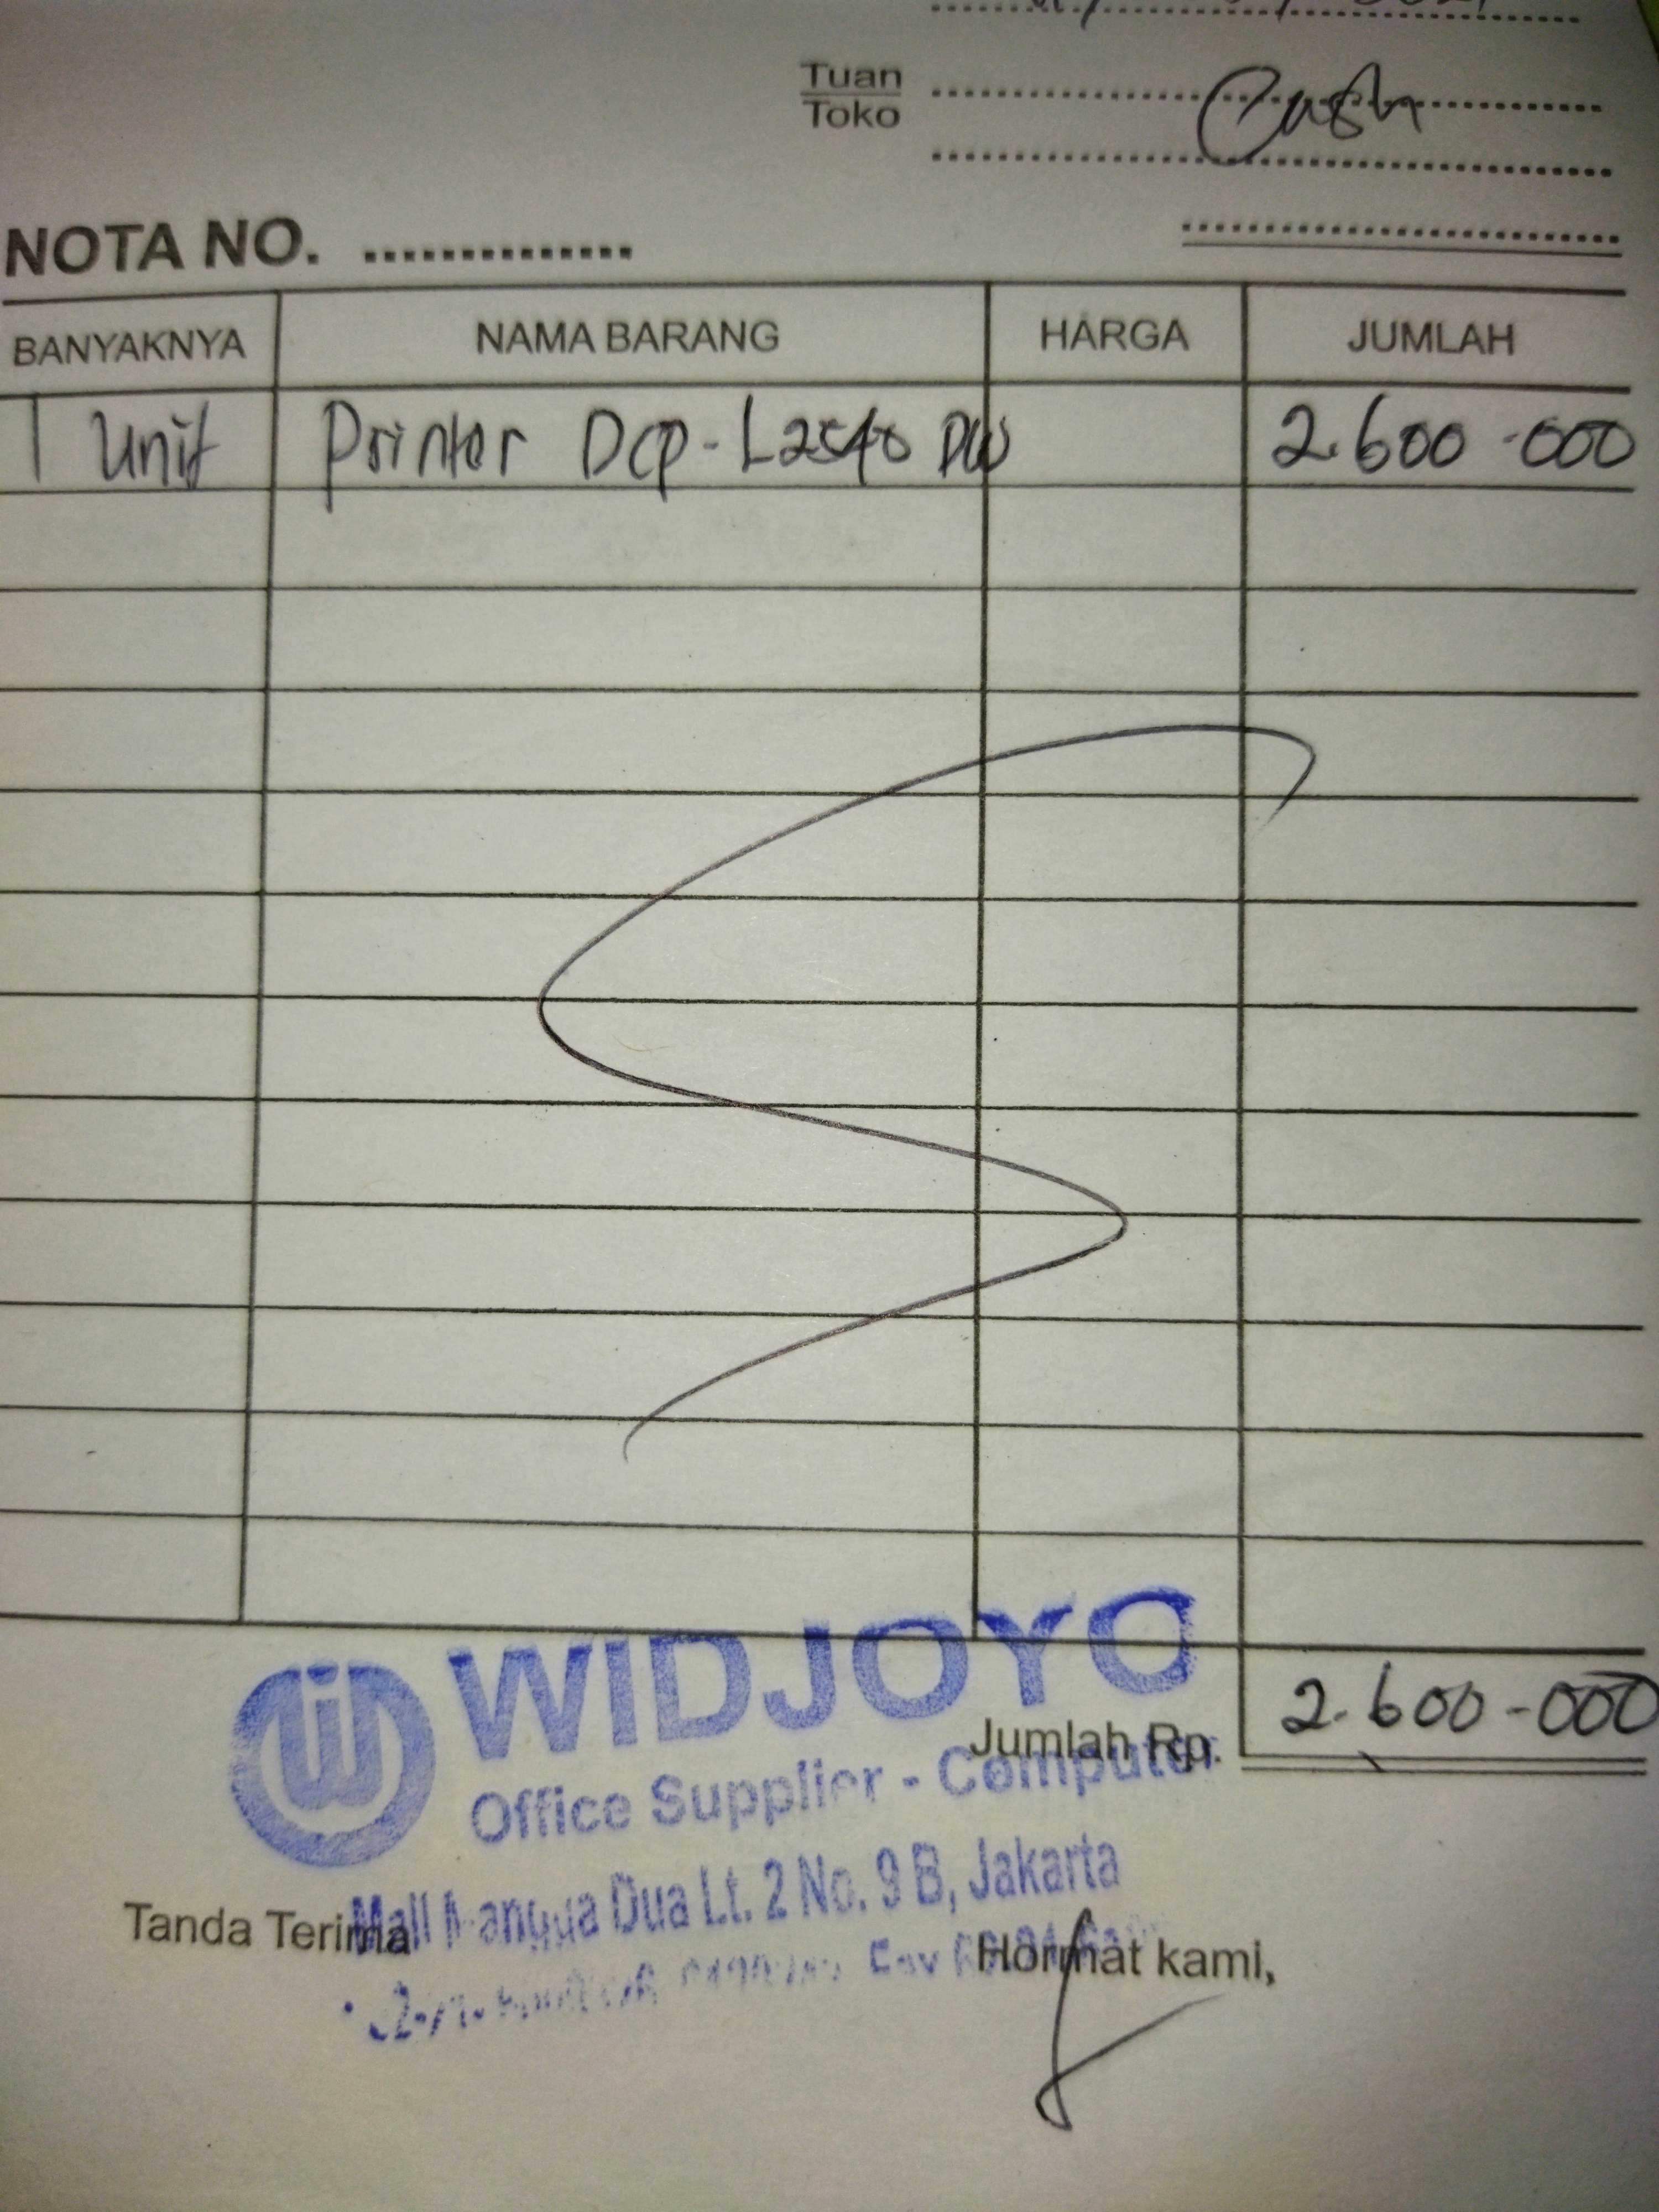 Tuan
Toko
Cash
NOTA NO. ..............
BANYAKNYA NAMA BARANG HARGA JUMLAH
1 Unit Printer DCP-L2540 DW 2.600-000
WIDJOYO
Jumlah Rp. 2.600-000
Office Supplier - Computer
Mall Mangga Dua Lt. 2 No. 9 B, Jakarta
Tanda Terima
Hormat kami,